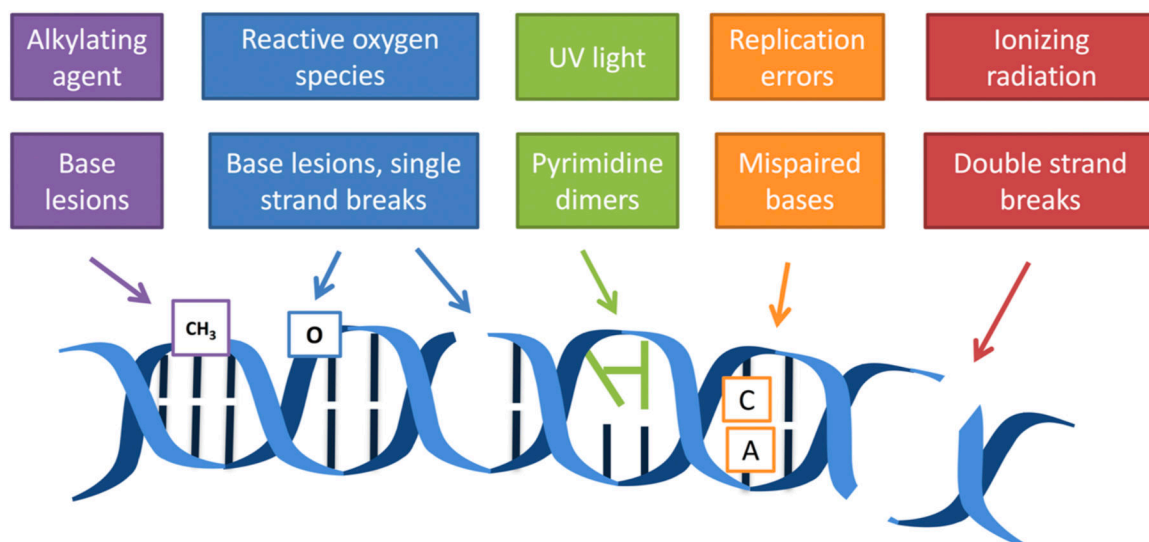 Alkylating
agent
Reactive oxygen
species
UV light
Replication
errors
Ionizing
radiation
Base
lesions
Base lesions, single
strand breaks
Pyrimidine
dimers
Mispaired
bases
Double strand
breaks
CH₃
O
C
A